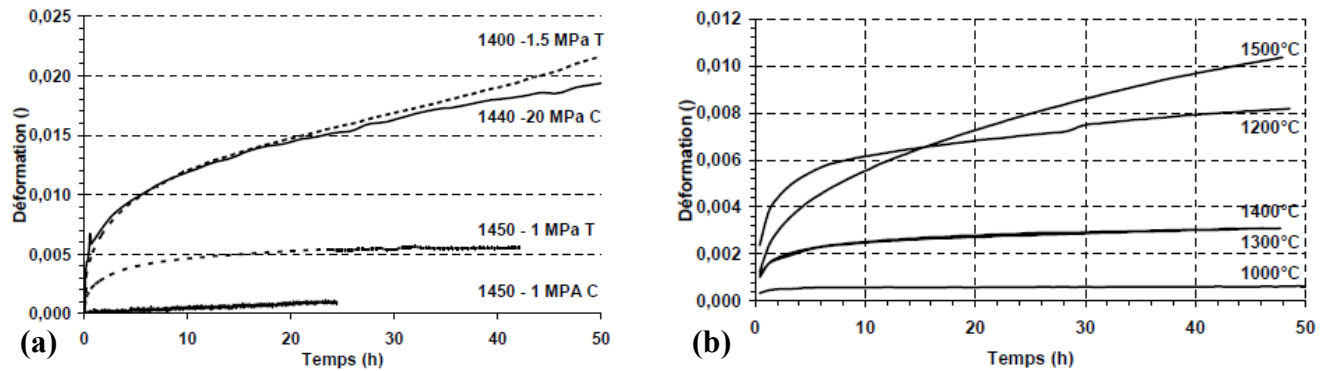 0,025
0,020
0,015
0,010
0,005
0,000
Déformation ()
1400 -1.5 MPa T
1440 -20 MPa C
1450 - 1 MPa T
1450 - 1 MPA C
0 10 20 30 40 50
Temps (h)
(a)
0,012
0,010
0,008
0,006
0,004
0,002
0,000
Déformation ()
1500°C
1200°C
1400°C
1300°C
1000°C
0 10 20 30 40 50
Temps (h)
(b)